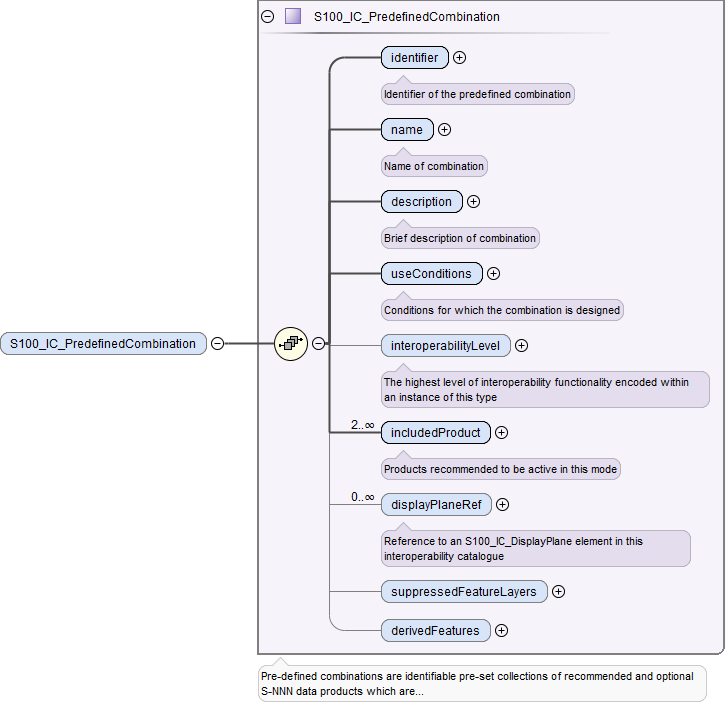 S100_IC_PredefinedCombination
identifier
Identifier of the predefined combination
name
Name of combination
description
Brief description of combination
useConditions
Conditions for which the combination is designed
S100_IC_PredefinedCombination
interoperabilityLevel
The highest level of interoperability functionality encoded within
an instance of this type
2..∞
includedProduct
Products recommended to be active in this mode
0..∞
displayPlaneRef
Reference to an S100_IC_DisplayPlane element in this
interoperability catalogue
suppressedFeatureLayers
derivedFeatures
Pre-defined combinations are identifiable pre-set collections of recommended and optional
S-NNN data products which are...